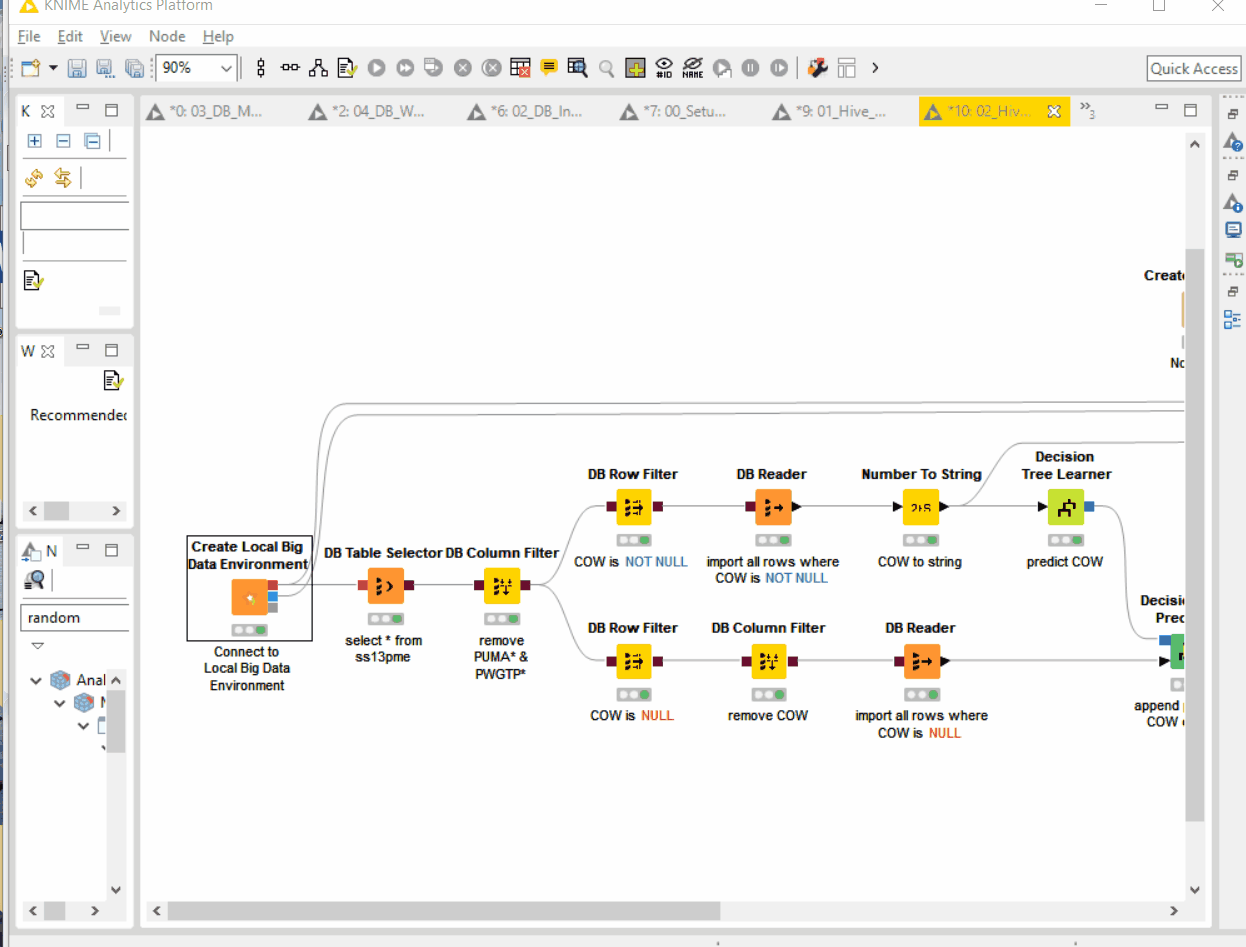 KNIME Analytics Platform
File Edit View Node Help
90%
#ID
NAME
Quick Access
K
*0: 03_DB_M...
*2: 04_DB_W...
*6: 02_DB_In...
*7: 00_Setu...
*9: 01_Hive_...
*10: 02_Hiv...
»3
W
Recommended
N
random
Anal
Create
No
DB Row Filter
COW is NOT NULL
DB Reader
import all rows where
COW is NOT NULL
Number To String
2→S
COW to string
Decision
Tree Learner
predict COW
Create Local Big
Data Environment
Connect to
Local Big Data
Environment
DB Table Selector
select * from
ss13pme
DB Column Filter
remove
PUMA* &
PWGTP*
DB Row Filter
COW is NULL
DB Column Filter
remove COW
DB Reader
import all rows where
COW is NULL
Decisi
Prec
append
COW